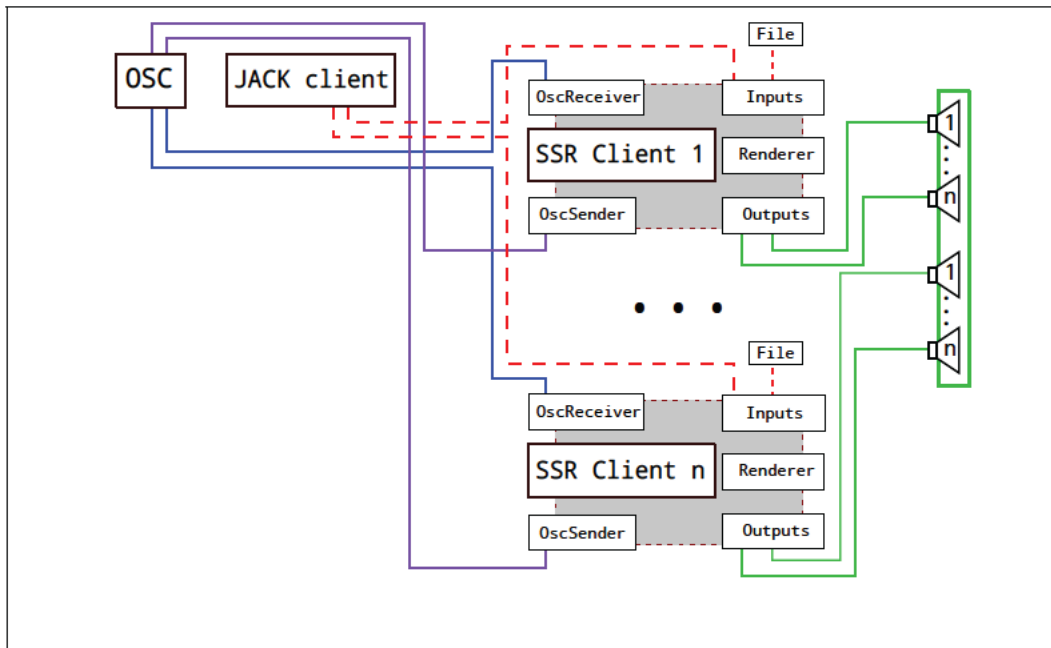 File
OSC
JACK client
OscReceiver
Inputs
SSR Client 1
Renderer
OscSender
Outputs
1
n
1
n
File
OscReceiver
Inputs
SSR Client n
Renderer
OscSender
Outputs